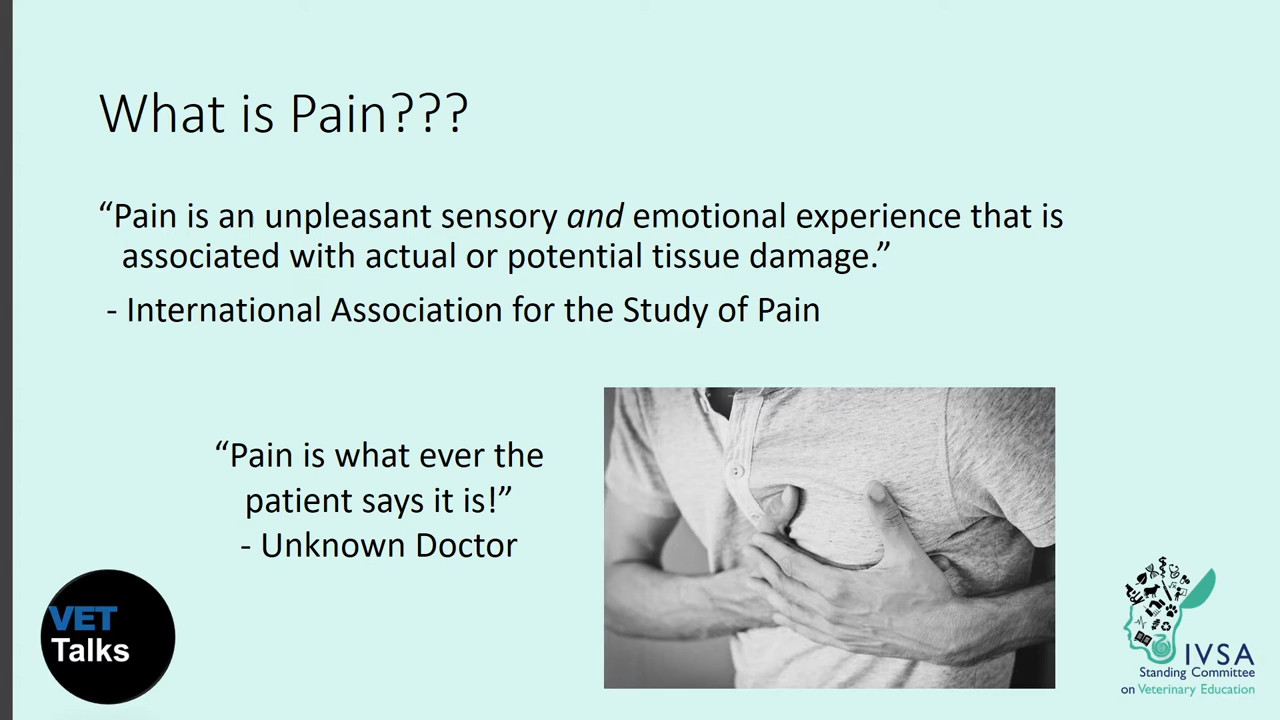 What is Pain???
“Pain is an unpleasant sensory and emotional experience that is
associated with actual or potential tissue damage.”
- International Association for the Study of Pain
“Pain is what ever the
patient says it is!”
- Unknown Doctor
VET
Talks
IVSA
Standing Committee
on Veterinary Education